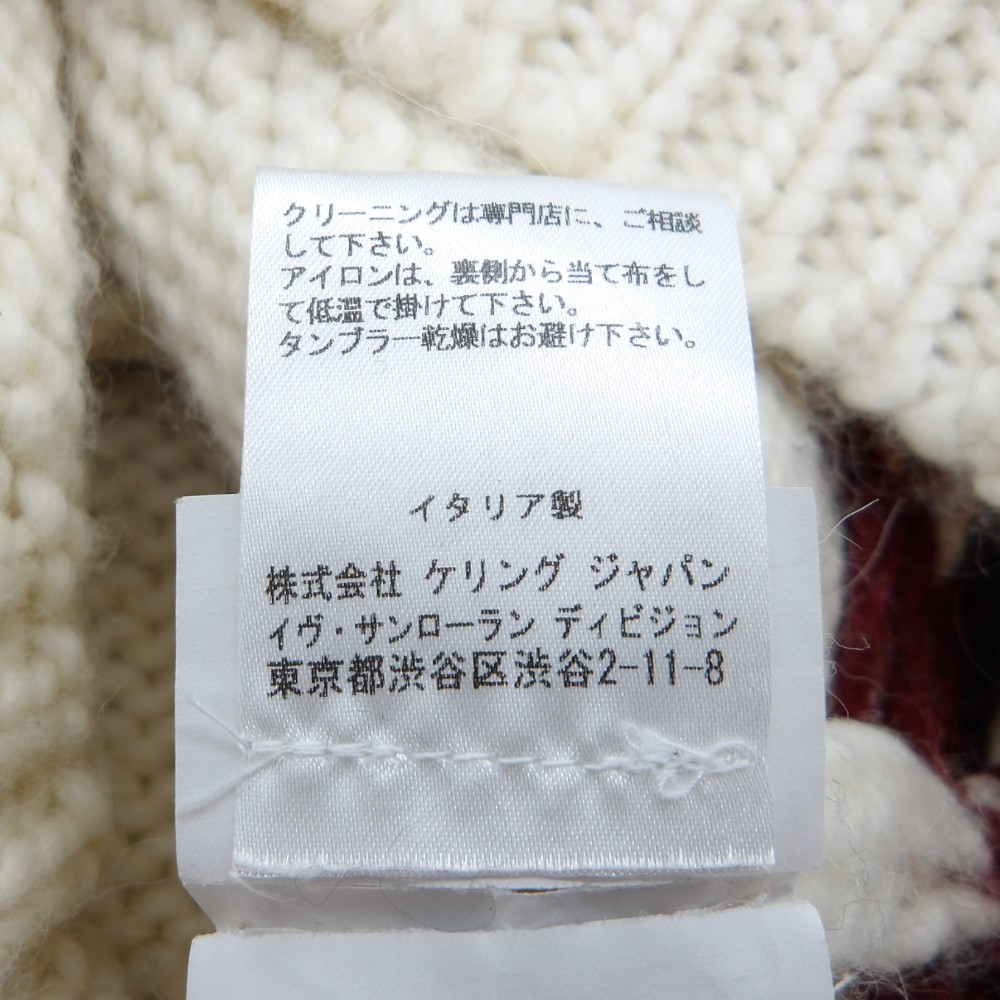 クリーニングは専門店に、ご相談
して下さい。
アイロンは、裏側から当て布をし
て低温で掛けて下さい。
タンブラー乾燥はお避け下さい。
イタリア製
株式会社 ケリング ジャパン
イヴ・サンローラン ディビジョン
東京都渋谷区渋谷2-11-8